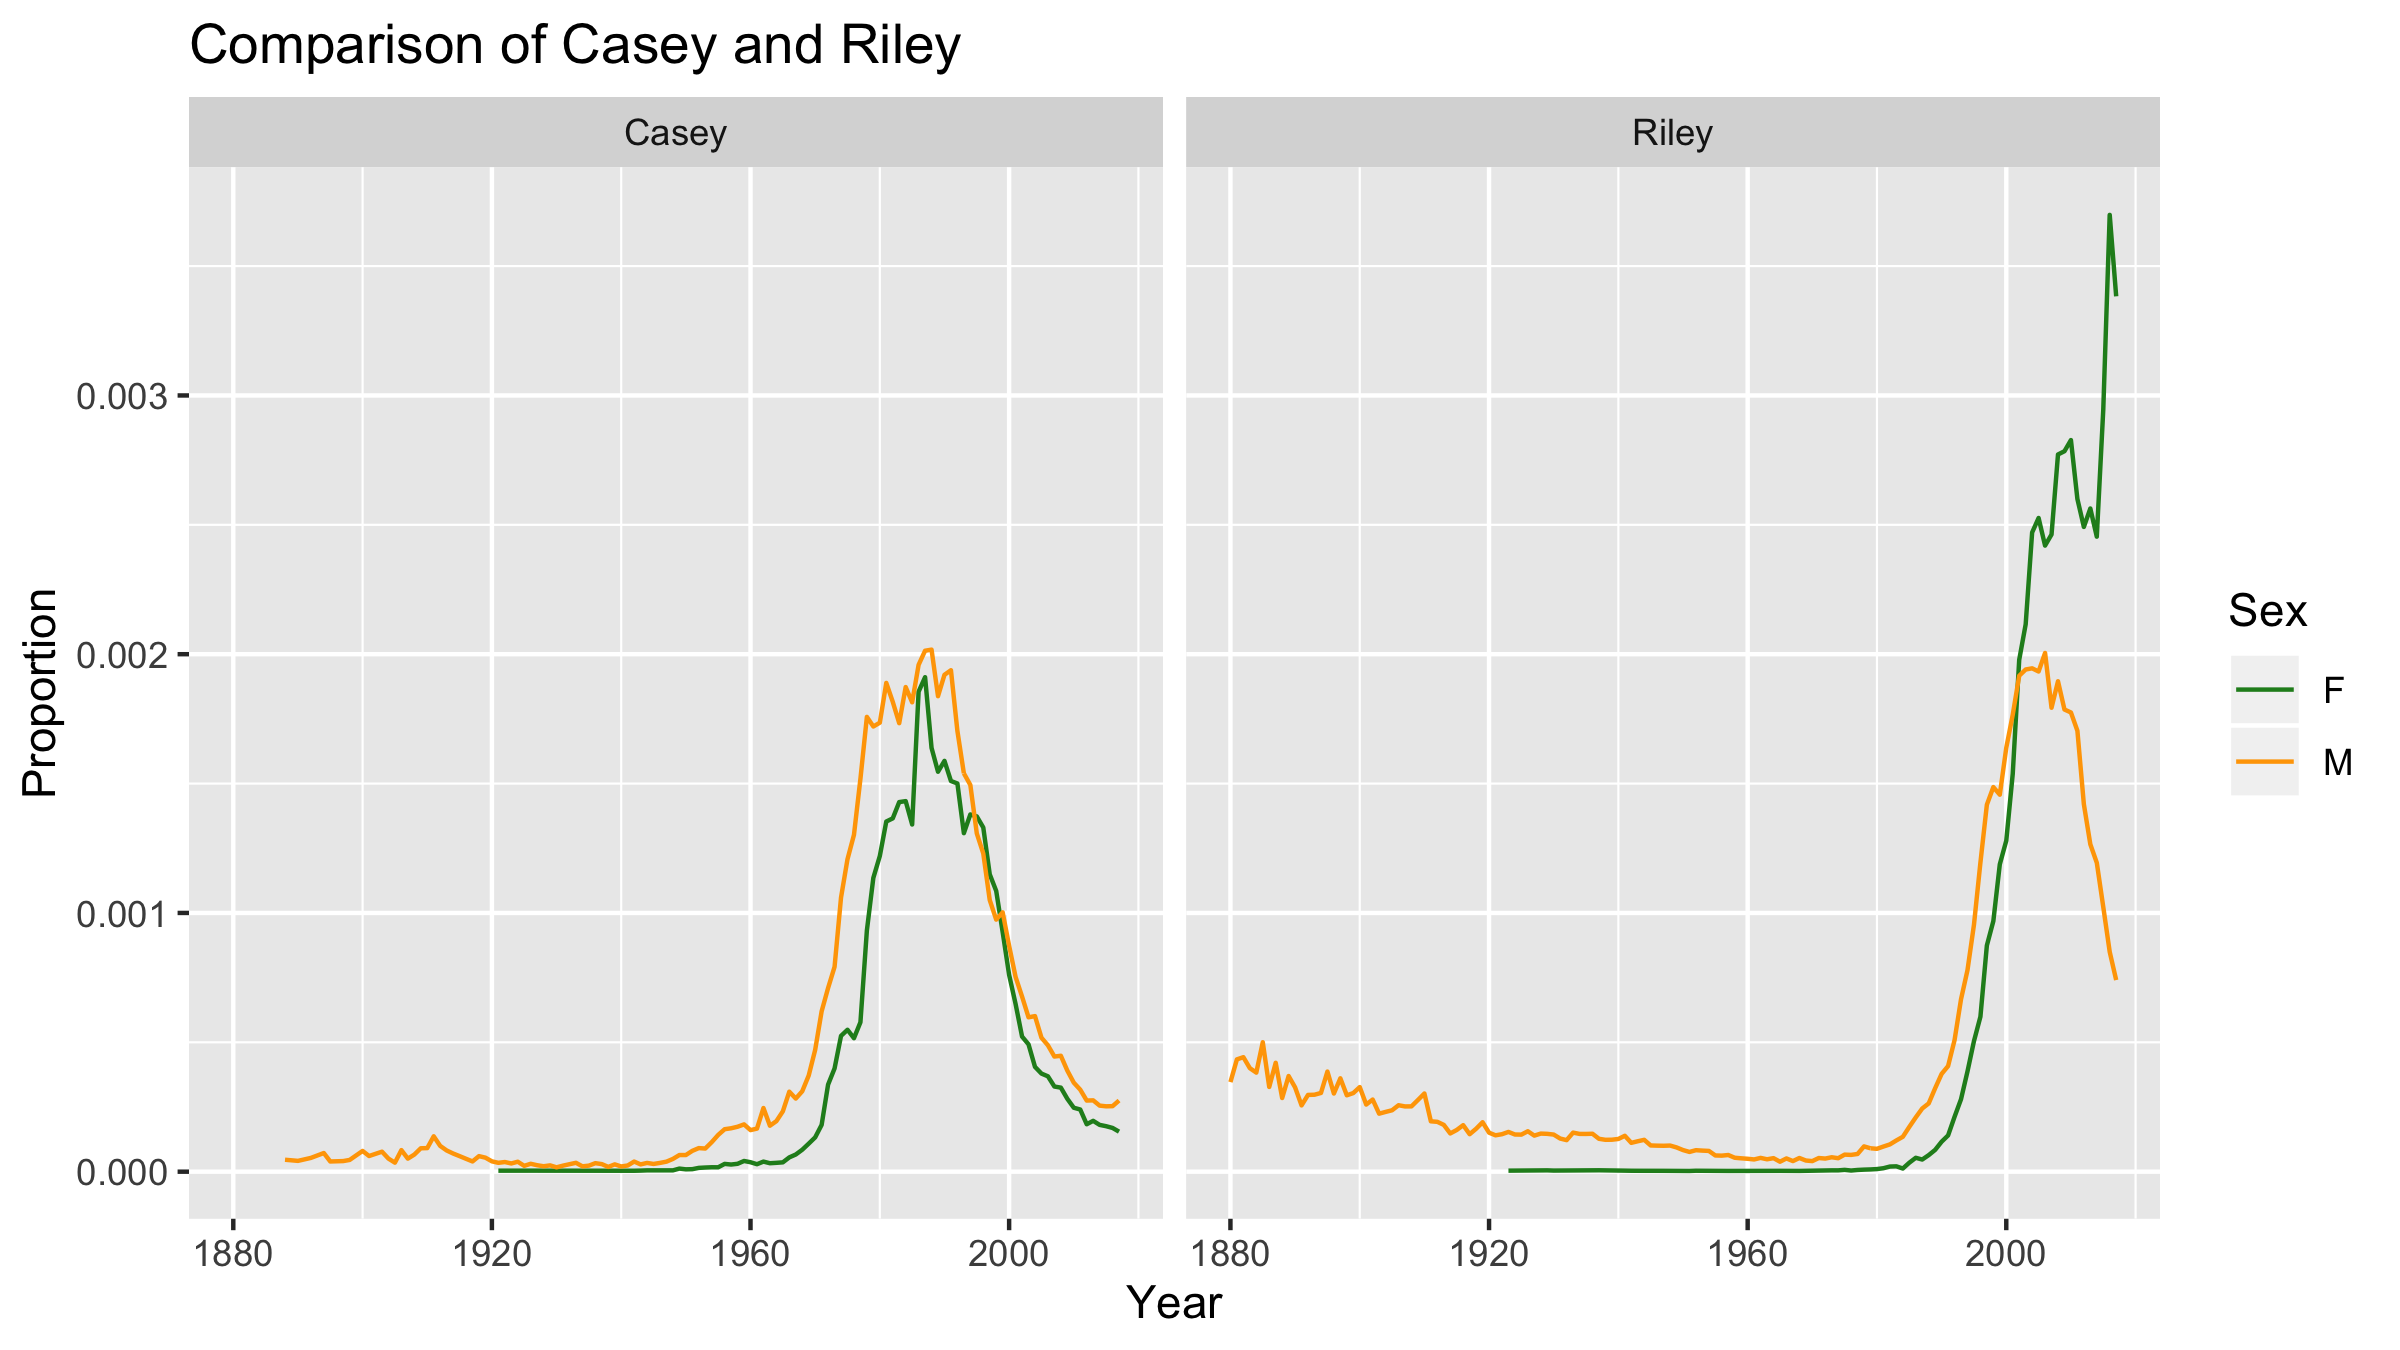 Comparison of Casey and Riley
Casey
Riley
Proportion
0.003
0.002
0.001
0.000
1880 1920 1960 2000
1880 1920 1960 2000
Year
Sex
F
M